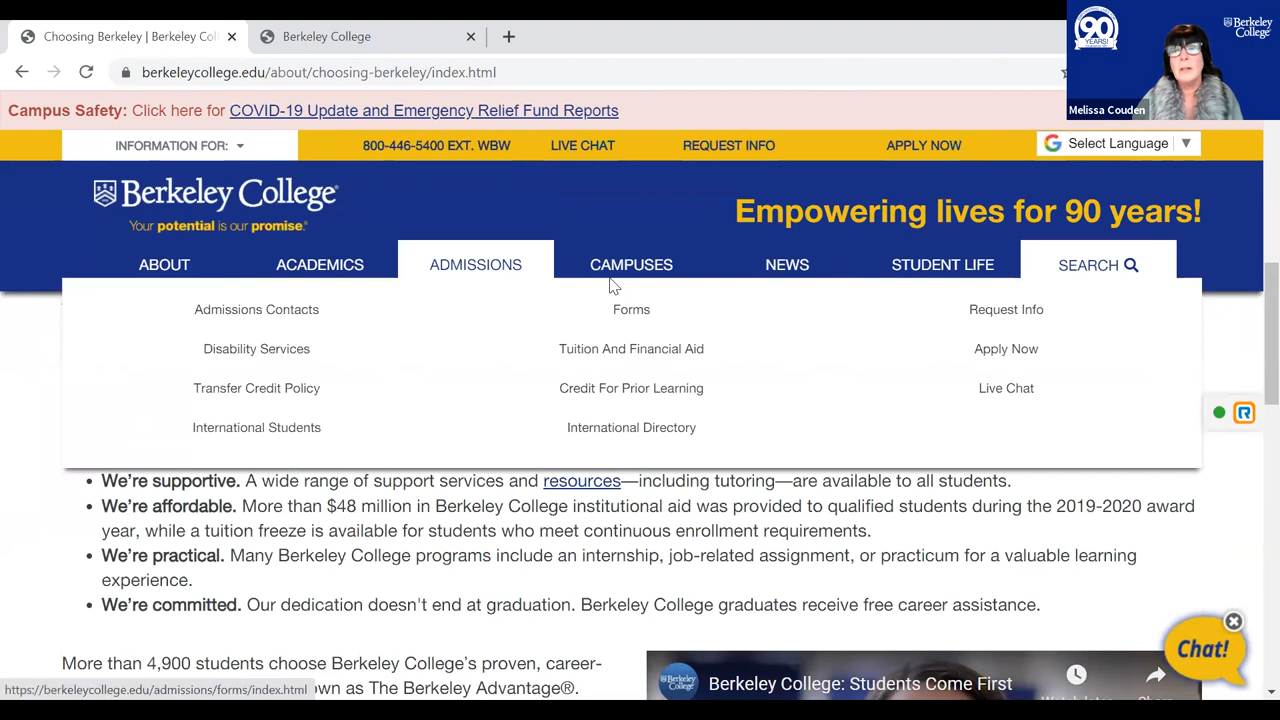 Choosing Berkeley | Berkeley Col
Berkeley College
berkeleycollege.edu/about/choosing-berkeley/index.html
90
YEARS!
Berkeley
College
Melissa Couden
Campus Safety: Click here for COVID-19 Update and Emergency Relief Fund Reports
INFORMATION FOR:
800-446-5400 EXT. WBW
LIVE CHAT
REQUEST INFO
APPLY NOW
Select Language
Berkeley College
Your potential is our promise.®
Empowering lives for 90 years!
ABOUT
ACADEMICS
ADMISSIONS
CAMPUSES
NEWS
STUDENT LIFE
SEARCH
Admissions Contacts
Forms
Request Info
Disability Services
Tuition And Financial Aid
Apply Now
Transfer Credit Policy
Credit For Prior Learning
Live Chat
International Students
International Directory
• We’re supportive. A wide range of support services and resources—including tutoring—are available to all students.
• We’re affordable. More than $48 million in Berkeley College institutional aid was provided to qualified students during the 2019-2020 award
year, while a tuition freeze is available for students who meet continuous enrollment requirements.
• We’re practical. Many Berkeley College programs include an internship, job-related assignment, or practicum for a valuable learning
experience.
• We’re committed. Our dedication doesn't end at graduation. Berkeley College graduates receive free career assistance.
Chat!
More than 4,900 students choose Berkeley College’s proven, career-
own as The Berkeley Advantage®.
https://berkeleycollege.edu/admissions/forms/index.html
Berkeley College: Students Come First